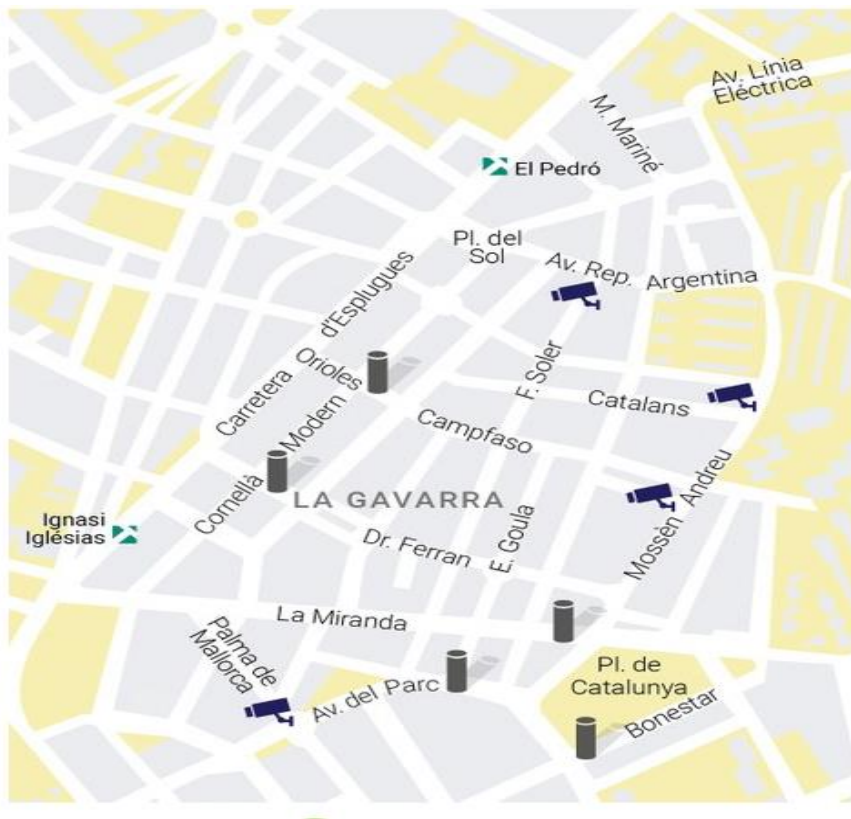 Av. Línia
Eléctrica
M. Mariné
El Pedró
Pl. del
Sol
Av. Rep. Argentina
Carretera d'Esplugues
Orioles
F. Soler
Catalans
Campfaso
Cornellà Modern
LA GAVARRA
Mossèn Andreu
Ignasi
Iglésias
Dr. Ferran
E. Goula
La Miranda
Palma de
Mallorca
Av. del Parc
Pl. de
Catalunya
Bonestar